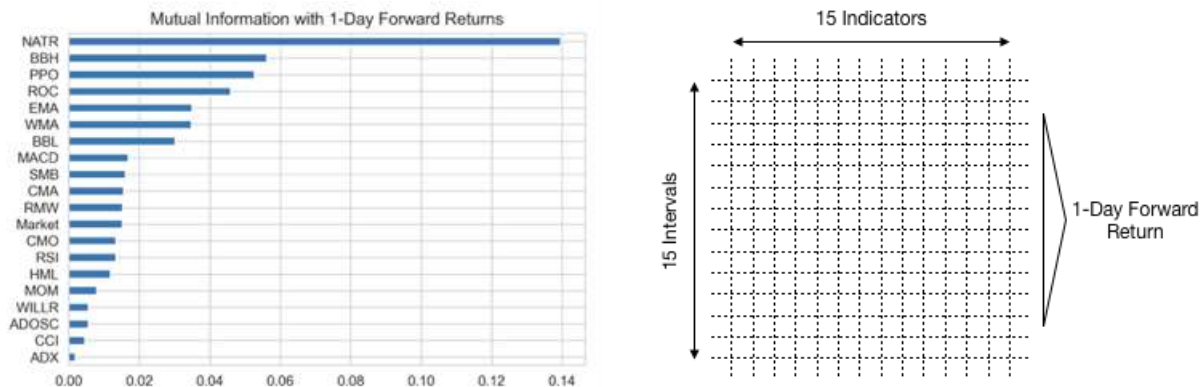 Mutual Information with 1-Day Forward Returns
NATR
BBH
PPO
ROC
EMA
WMA
BBL
MACD
SMB
CMA
RMW
Market
CMO
RSI
HML
MOM
WILLR
ADOSC
CCI
ADX
0.00 0.02 0.04 0.06 0.08 0.10 0.12 0.14
15 Indicators
15 Intervals
1-Day Forward
Return